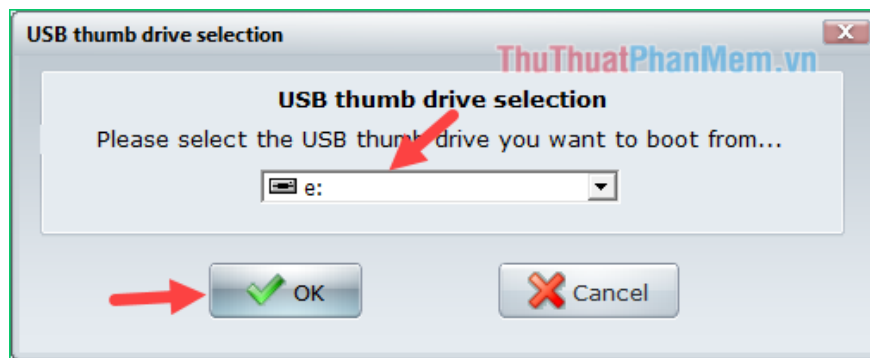 USB thumb drive selection
ThuThuatPhanMem.vn
USB thumb drive selection
Please select the USB thumb drive you want to boot from...
e:
OK
Cancel